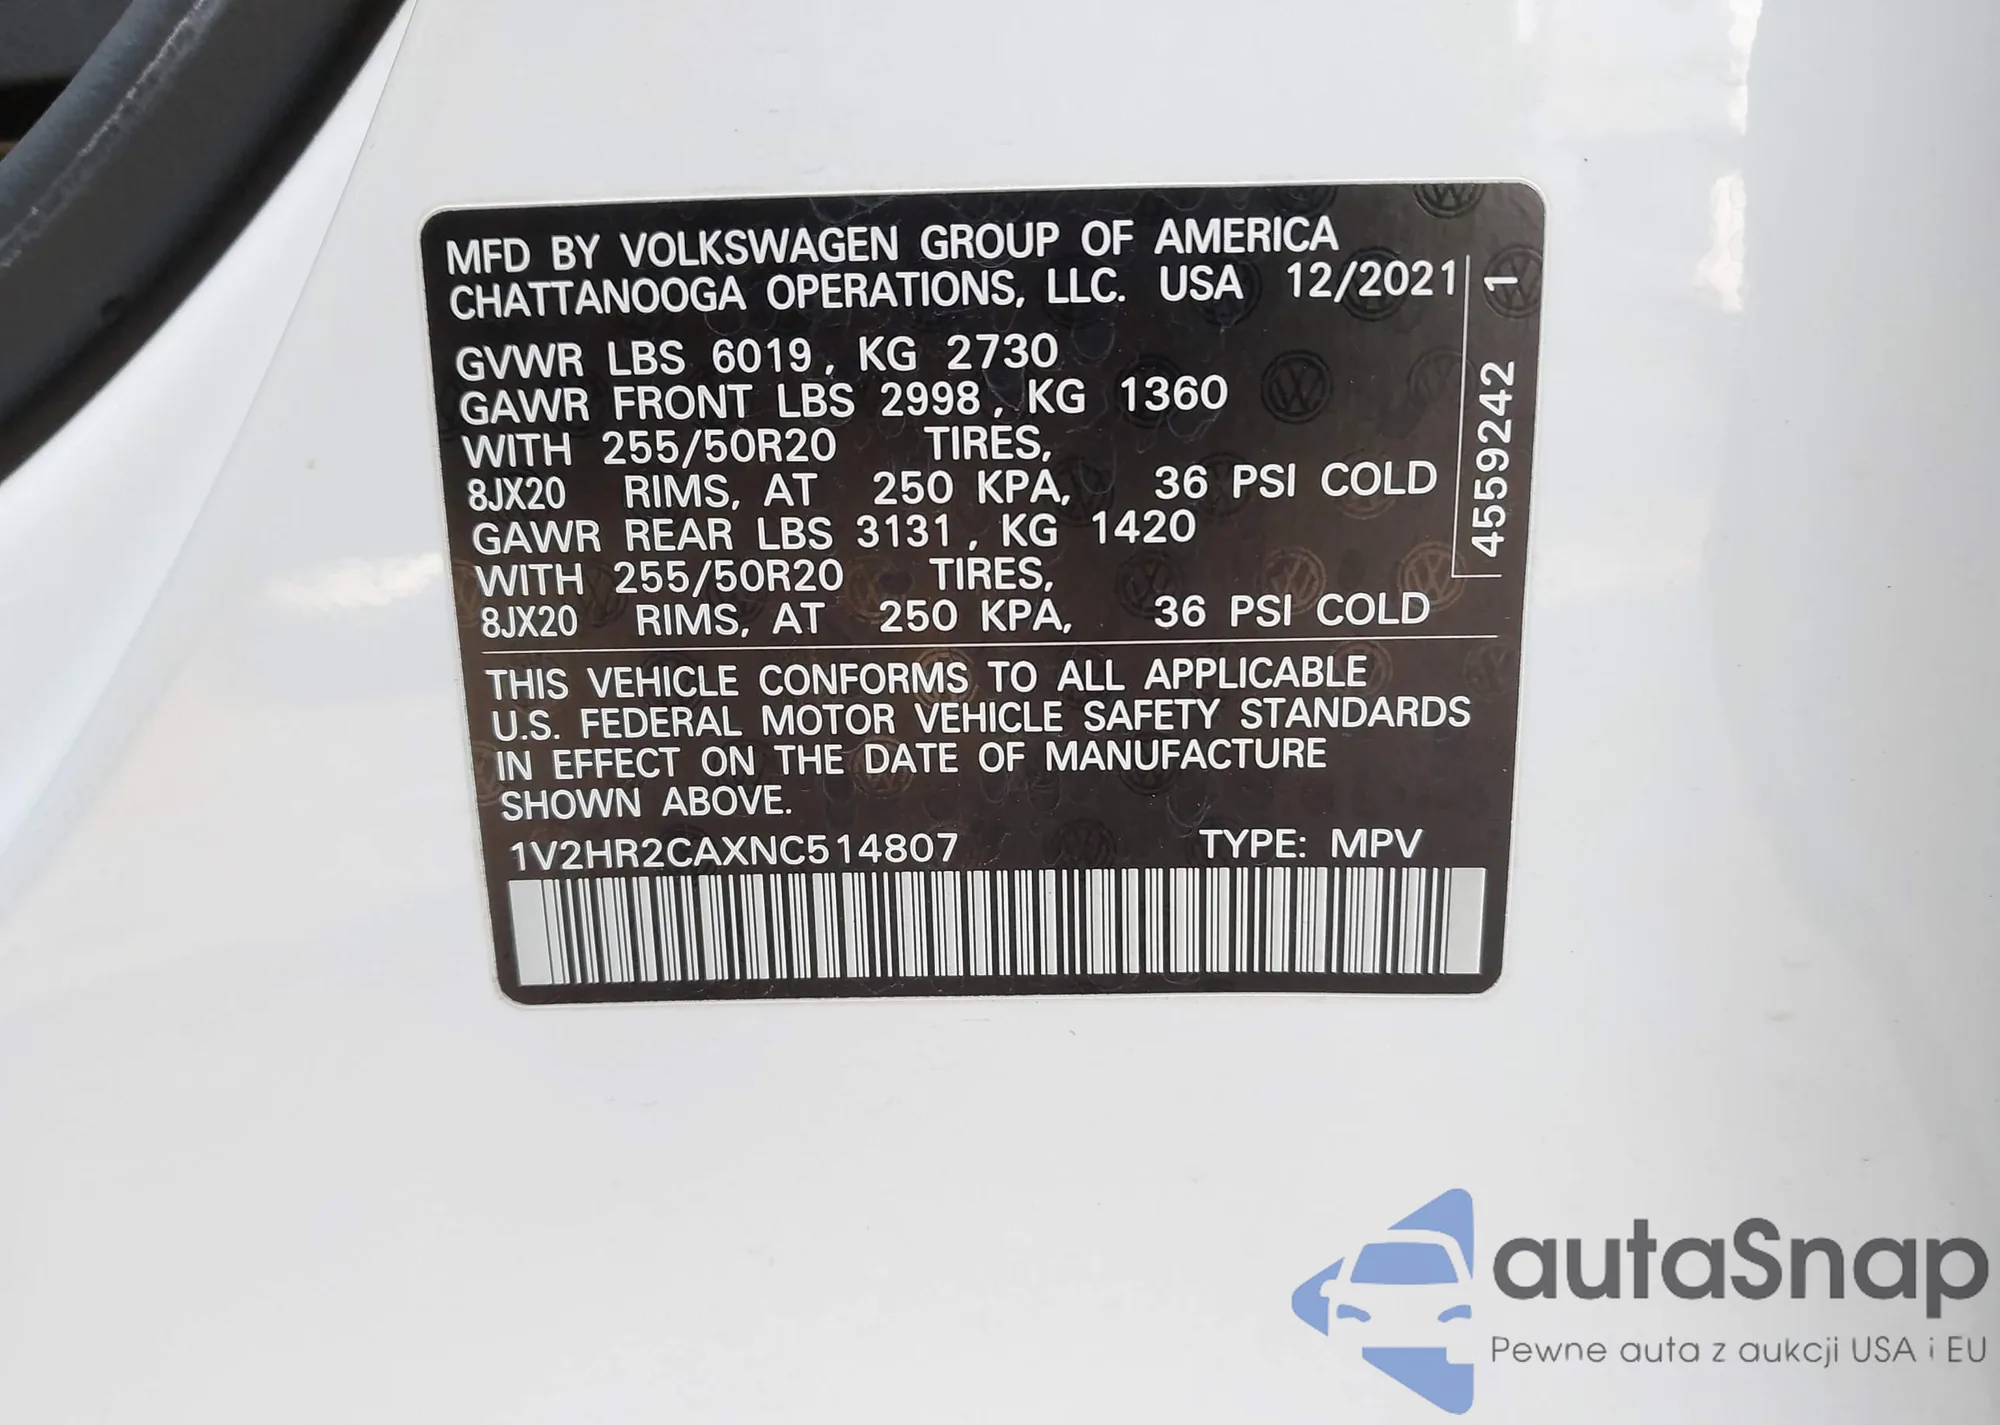 MFD BY VOLKSWAGEN GROUP OF AMERICA
CHATTANOOGA OPERATIONS, LLC. USA 12/2021
GVWR LBS 6019, KG 2730
GAWR FRONT LBS 2998, KG 1360
WITH 255/50R20 TIRES,
8JX20 RIMS, AT 250 KPA, 36 PSI COLD
GAWR REAR LBS 3131, KG 1420
WITH 255/50R20 TIRES,
8JX20 RIMS, AT 250 KPA, 36 PSI COLD
4559242 1
THIS VEHICLE CONFORMS TO ALL APPLICABLE
U.S. FEDERAL MOTOR VEHICLE SAFETY STANDARDS
IN EFFECT ON THE DATE OF MANUFACTURE
SHOWN ABOVE.
1V2HR2CAXNC514807 TYPE: MPV
autaSnap
Pewne auta z aukcji USA i EU